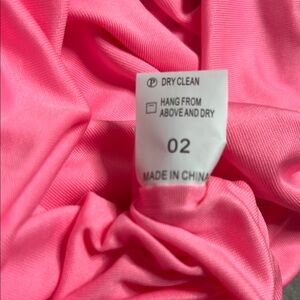 Ⓟ DRY CLEAN
HANG FROM
ABOVE AND DRY
02
MADE IN CHINA